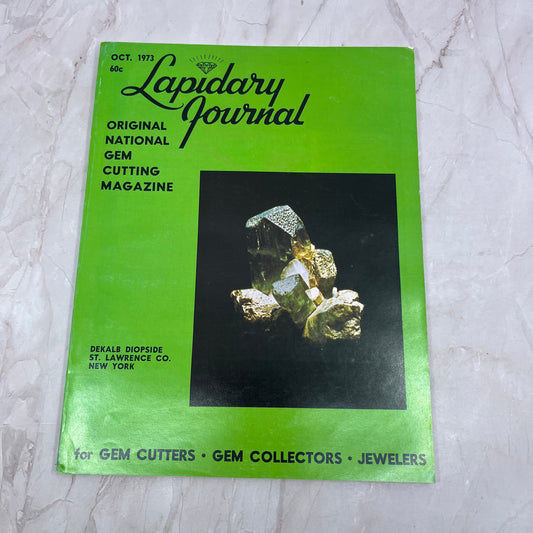 OCT. 1973
60c
Lapidary
Journal
ORIGINAL
NATIONAL
GEM
CUTTING
MAGAZINE
DEKALB DIOPSIDE
ST. LAWRENCE CO.
NEW YORK
for GEM CUTTERS • GEM COLLECTORS • JEWELERS